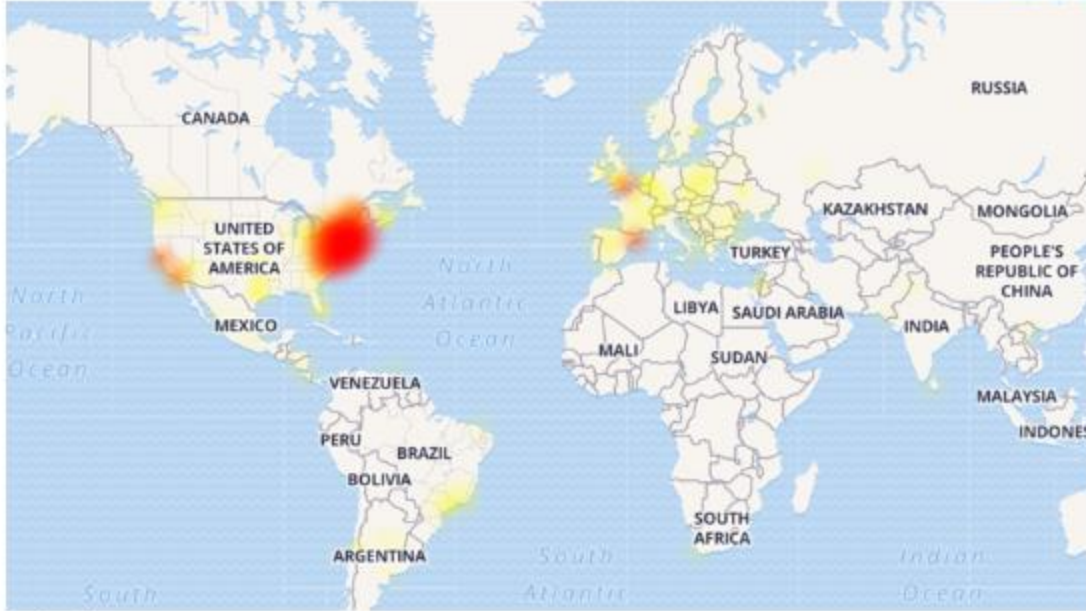 RUSSIA
CANADA
KAZAKHSTAN
MONGOLIA
UNITED
STATES OF
AMERICA
TURKEY
PEOPLE'S
REPUBLIC OF
CHINA
North
Pacific
Ocean
North
Atlantic
Ocean
LIBYA
SAUDI ARABIA
MEXICO
INDIA
MALI
SUDAN
VENEZUELA
MALAYSIA
PERU
BRAZIL
INDONES
BOLIVIA
SOUTH
AFRICA
ARGENTINA
South
Atlantic
Indian
Ocean
South